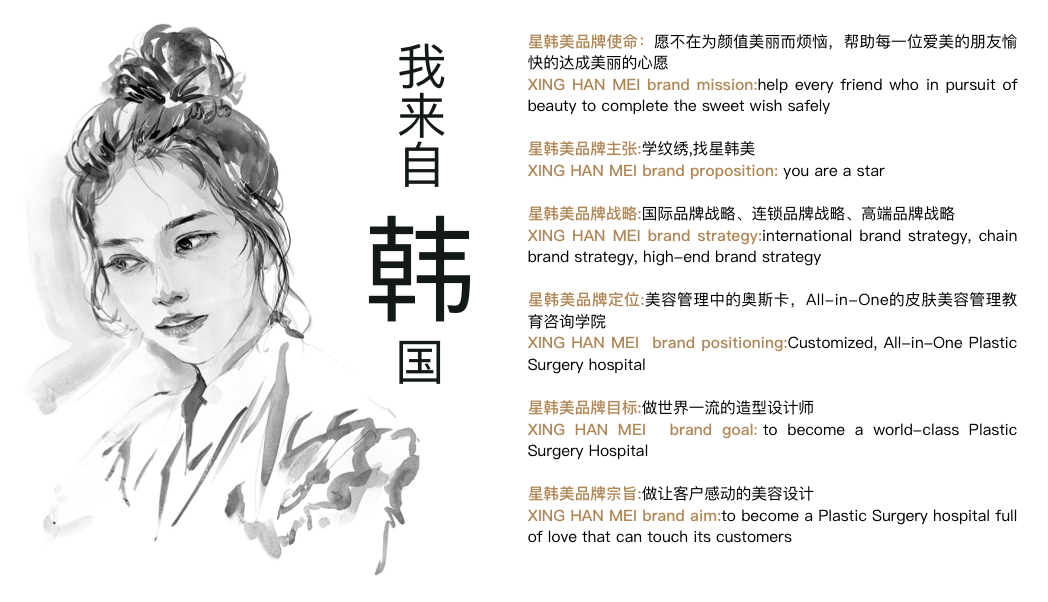 我来自
韩
国
星韩美品牌使命：愿不在为颜值美丽而烦恼，帮助每一位爱美的朋友愉
快的达成美丽的心愿
XING HAN MEI brand mission:help every friend who in pursuit of
beauty to complete the sweet wish safely
星韩美品牌主张:学纹绣,找星韩美
XING HAN MEI brand proposition: you are a star
星韩美品牌战略:国际品牌战略、连锁品牌战略、高端品牌战略
XING HAN MEI brand strategy:international brand strategy, chain
brand strategy, high-end brand strategy
星韩美品牌定位:美容管理中的奥斯卡，All-in-One的皮肤美容管理教
育咨询学院
XING HAN MEI brand positioning:Customized, All-in-One Plastic
Surgery hospital
星韩美品牌目标:做世界一流的造型设计师
XING HAN MEI brand goal: to become a world-class Plastic
Surgery Hospital
星韩美品牌宗旨:做让客户感动的美容设计
XING HAN MEI brand aim:to become a Plastic Surgery hospital full
of love that can touch its customers